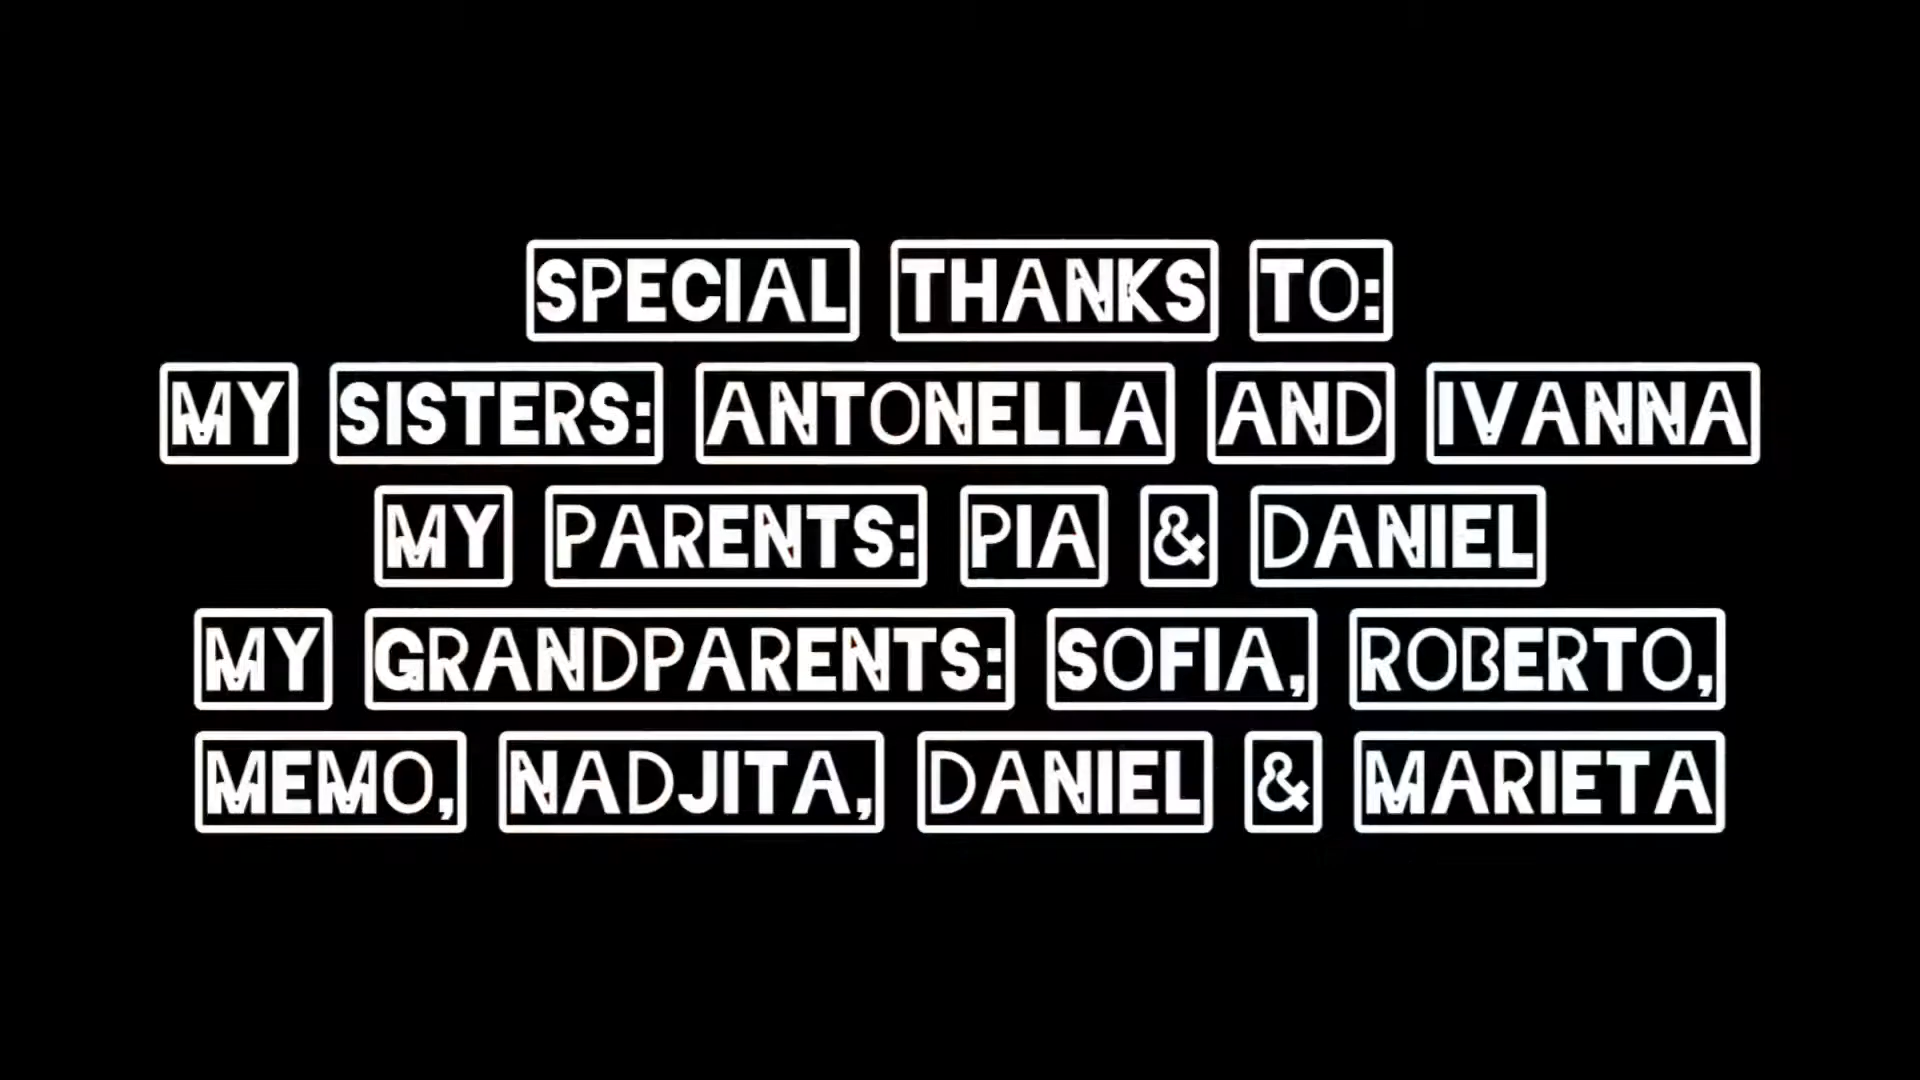 SPECIAL THANKS TO:
MY SISTERS: ANTONELLA AND IVANNA
MY PARENTS: PIA & DANIEL
MY GRANDPARENTS: SOFIA, ROBERTO,
MEMO, NADJITA, DANIEL & MARIETA